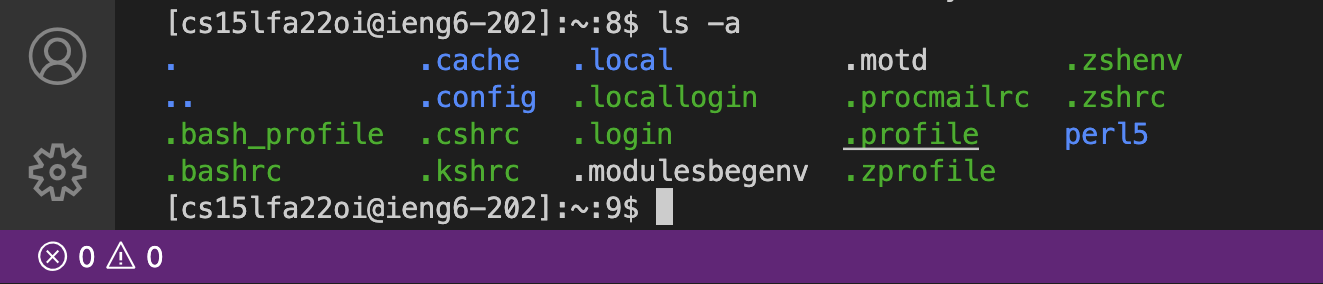 [cs15lfa22oi@ieng6-202]:~:8$ ls -a
. .cache .local .motd .zshenv
.. .config .locallogin .procmailrc .zshrc
.bash_profile .cshrc .login .profile perl5
.bashrc .kshrc .modulesbegenv .zprofile
[cs15lfa22oi@ieng6-202]:~:9$
0 0